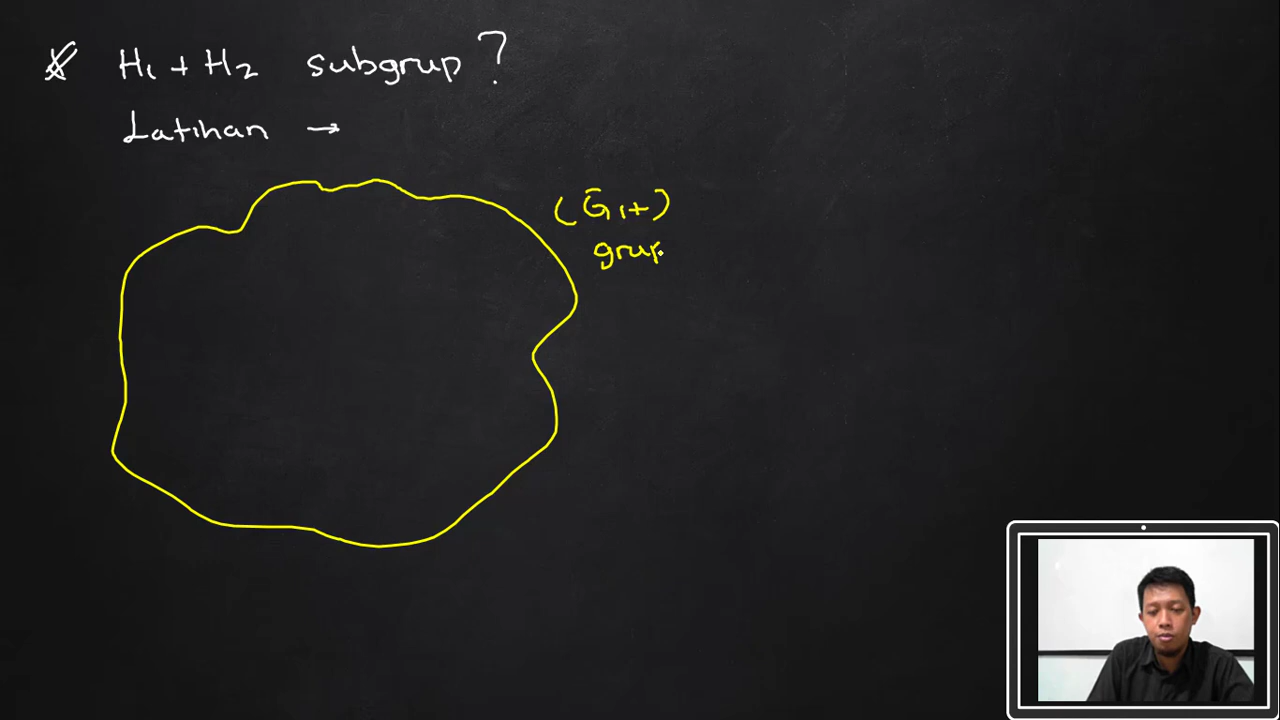 * H₁ + H₂ subgrup ?
Latihan →
(G, +)
grup